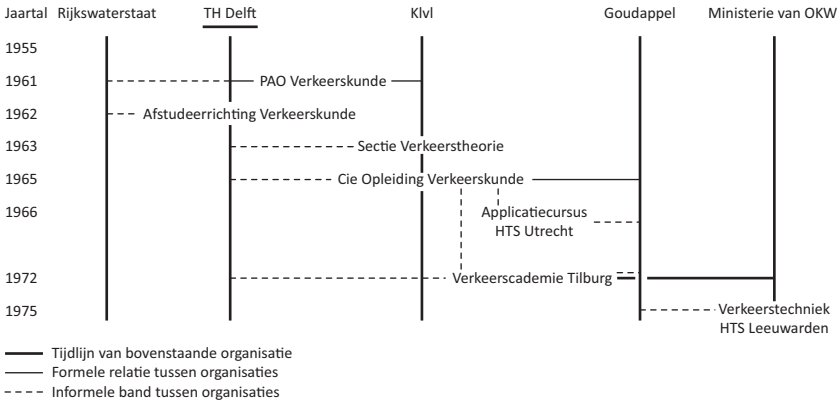 Jaartal Rijkswaterstaat TH Delft KIvI Goudappel Ministerie van OKW
1955
1961 PAO Verkeerskunde
1962 Afstudeerrichting Verkeerskunde
1963 Sectie Verkeerstheorie
1965 Cie Opleiding Verkeerskunde
1966 Applicatiecursus
HTS Utrecht
1972 Verkeerscademie Tilburg
1975 Verkeerstechniek
HTS Leeuwarden
Tijdlijn van bovenstaande organisatie
Formele relatie tussen organisaties
Informele band tussen organisaties